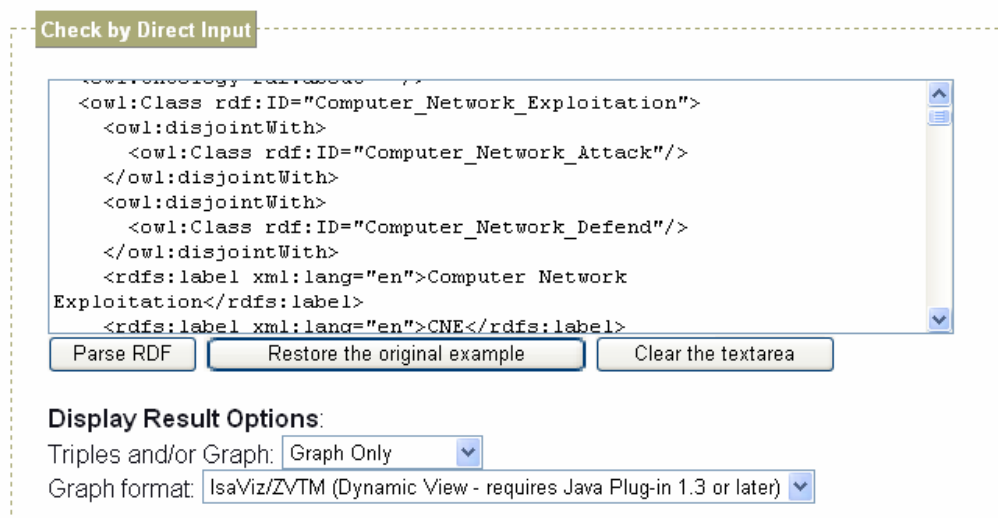 Check by Direct Input
<owl:Ontology rdf:about="" />
<owl:Class rdf:ID="Computer_Network_Exploitation">
<owl:disjointWith>
<owl:Class rdf:ID="Computer_Network_Attack"/>
</owl:disjointWith>
<owl:disjointWith>
<owl:Class rdf:ID="Computer_Network_Defend"/>
</owl:disjointWith>
<rdfs:label xml:lang="en">Computer Network
Exploitation</rdfs:label>
<rdfs:label xml:lang="en">CNE</rdfs:label>
Parse RDF Restore the original example Clear the textarea
Display Result Options:
Triples and/or Graph: Graph Only
Graph format: IsaViz/ZVTM (Dynamic View - requires Java Plug-in 1.3 or later)